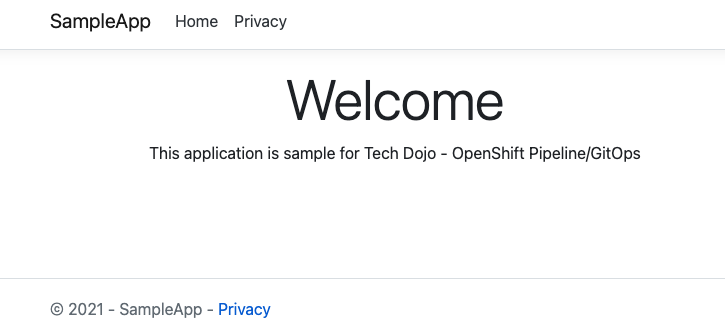 SampleApp Home Privacy
Welcome
This application is sample for Tech Dojo - OpenShift Pipeline/GitOps
© 2021 - SampleApp - Privacy